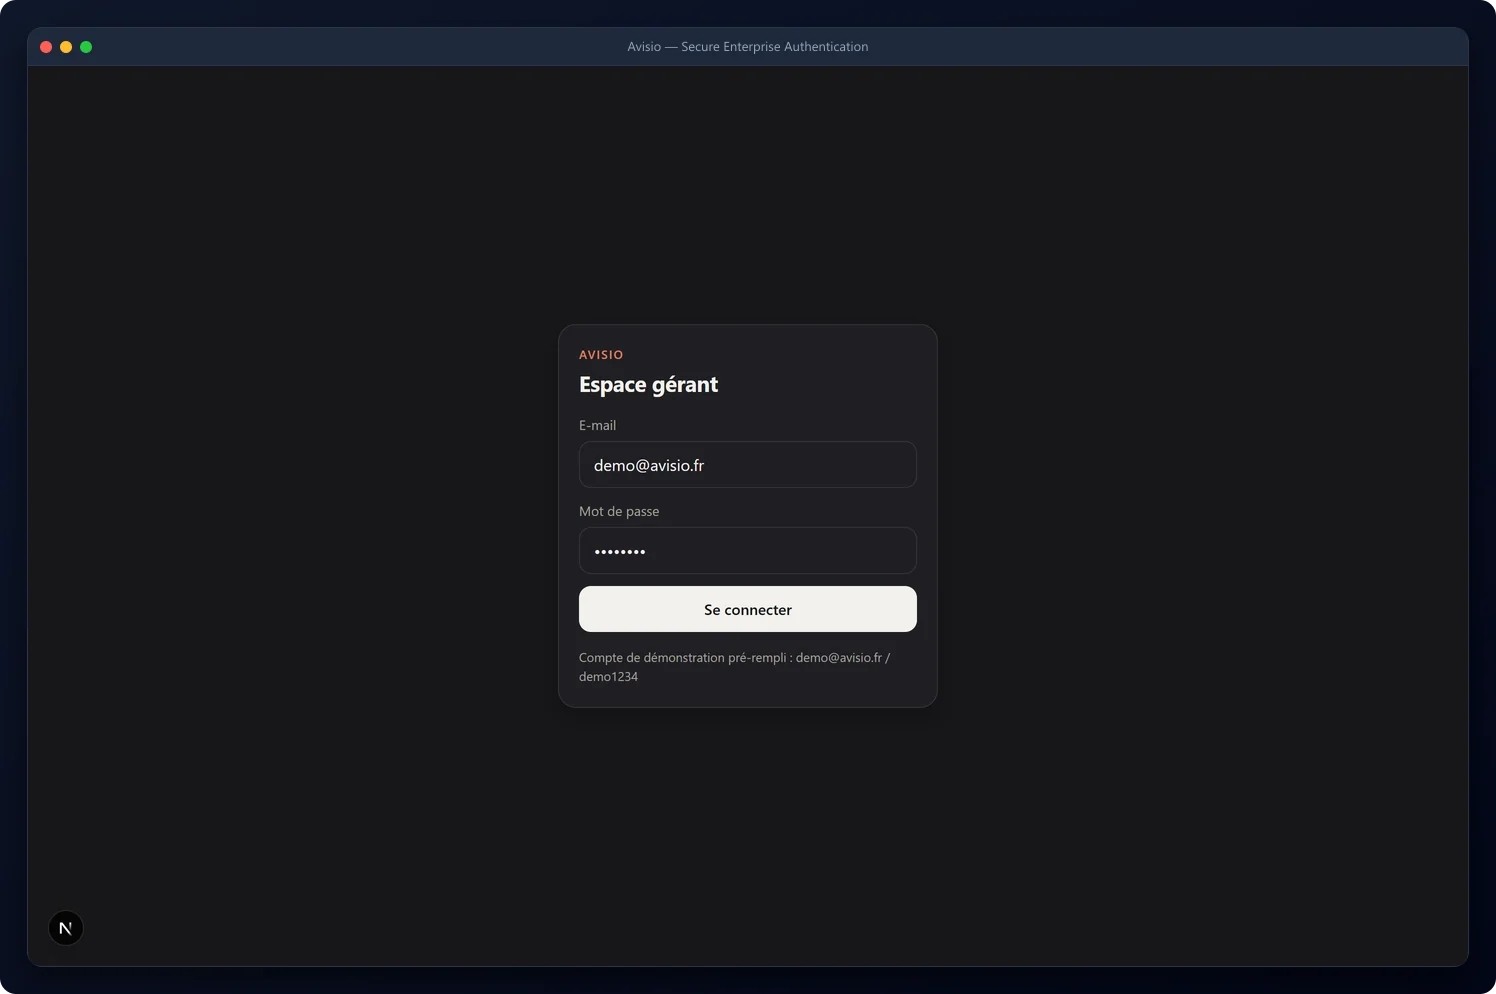 Avisio — Secure Enterprise Authentication
AVISIO
Espace gérant
E-mail
demo@avisio.fr
Mot de passe
••••••••
Se connecter
Compte de démonstration pré-rempli : demo@avisio.fr /
demo1234
N